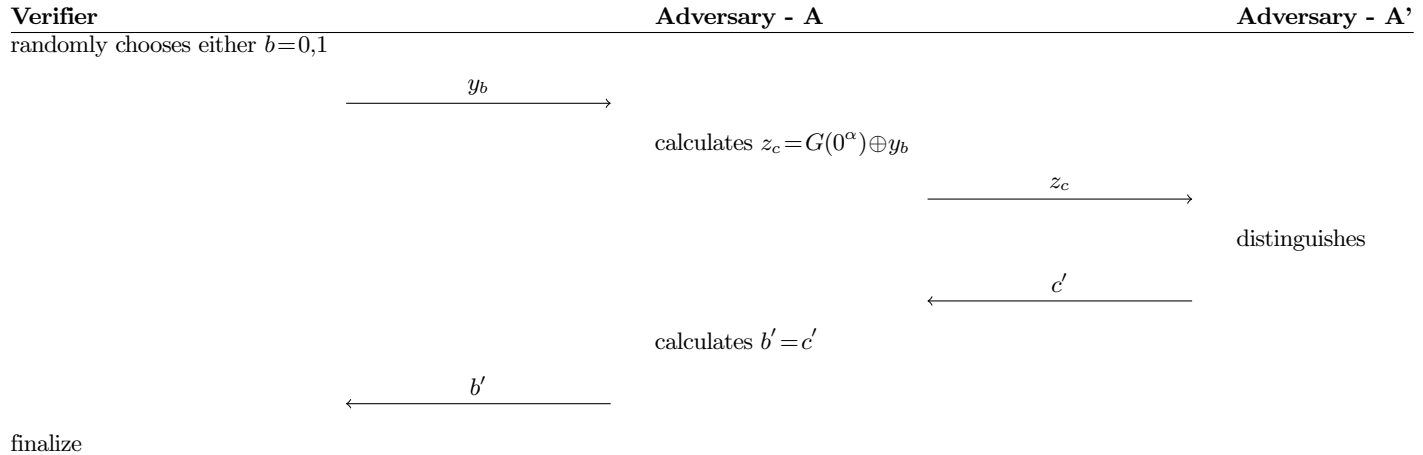 Verifier Adversary - A Adversary - A'
randomly chooses either b=0,1
y_b
calculates z_c=G(0^α)⊕y_b
z_c
distinguishes
c′
calculates b′=c′
b′
finalize